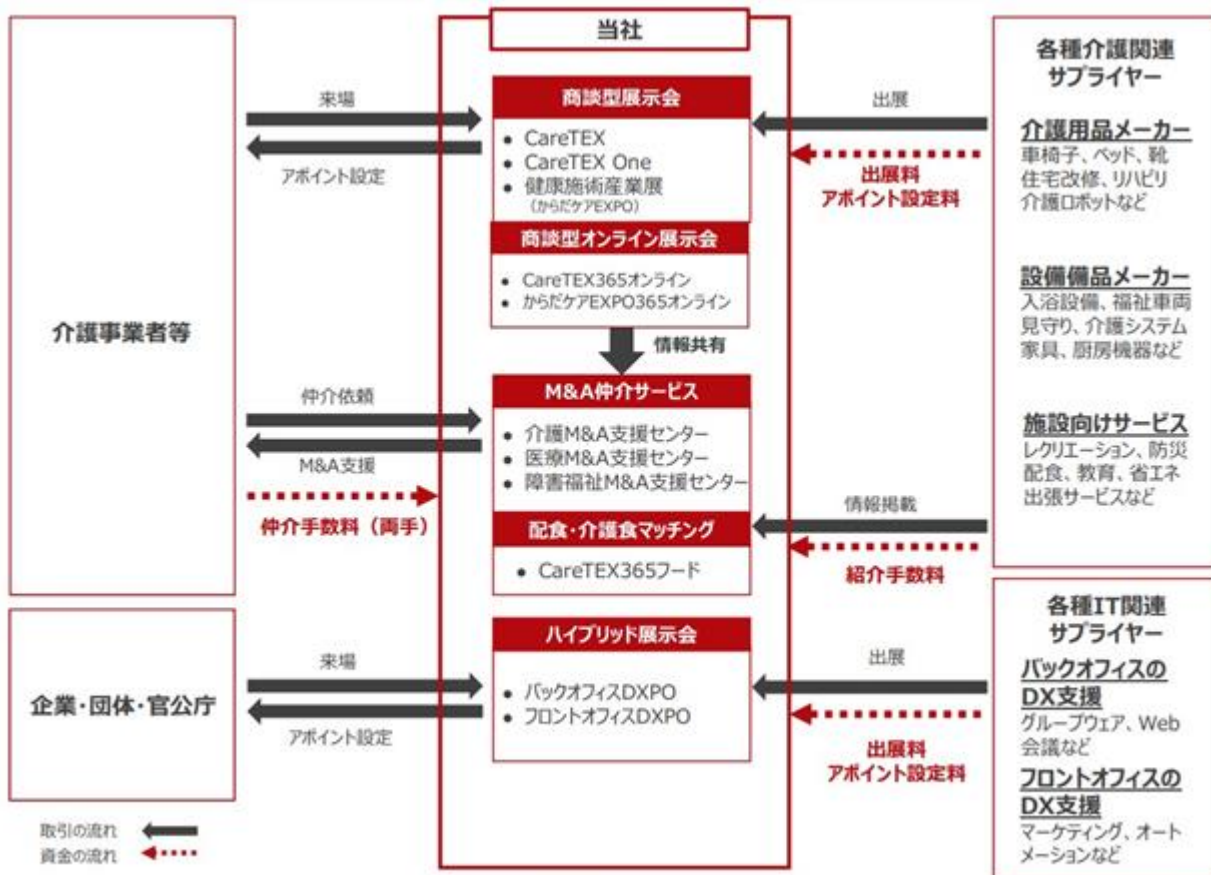 当社
介護事業者等
来場
アポイント設定
商談型展示会
● CareTEX
● CareTEX One
● 健康施術産業展
（からだケアEXPO）
商談型オンライン展示会
● CareTEX365オンライン
● からだケアEXPO365オンライン
情報共有
仲介依頼
M&A支援
仲介手数料（両手）
M&A仲介サービス
● 介護M&A支援センター
● 医療M&A支援センター
● 障害福祉M&A支援センター
配食・介護食マッチング
● CareTEX365フード
出展
出展料
アポイント設定料
情報掲載
紹介手数料
各種介護関連
サプライヤー
介護用品メーカー
車椅子、ベッド、靴
住宅改修、リハビリ
介護ロボットなど
設備備品メーカー
入浴設備、福祉車両
見守り、介護システム
家具、厨房機器など
施設向けサービス
レクリエーション、防災
配食、教育、省エネ
出張サービスなど
企業・団体・官公庁
来場
アポイント設定
ハイブリッド展示会
● バックオフィスDXPO
● フロントオフィスDXPO
出展
出展料
アポイント設定料
各種IT関連
サプライヤー
バックオフィスの
DX支援
グループウェア、Web
会議など
フロントオフィスの
DX支援
マーケティング、オート
メーションなど
取引の流れ
資金の流れ